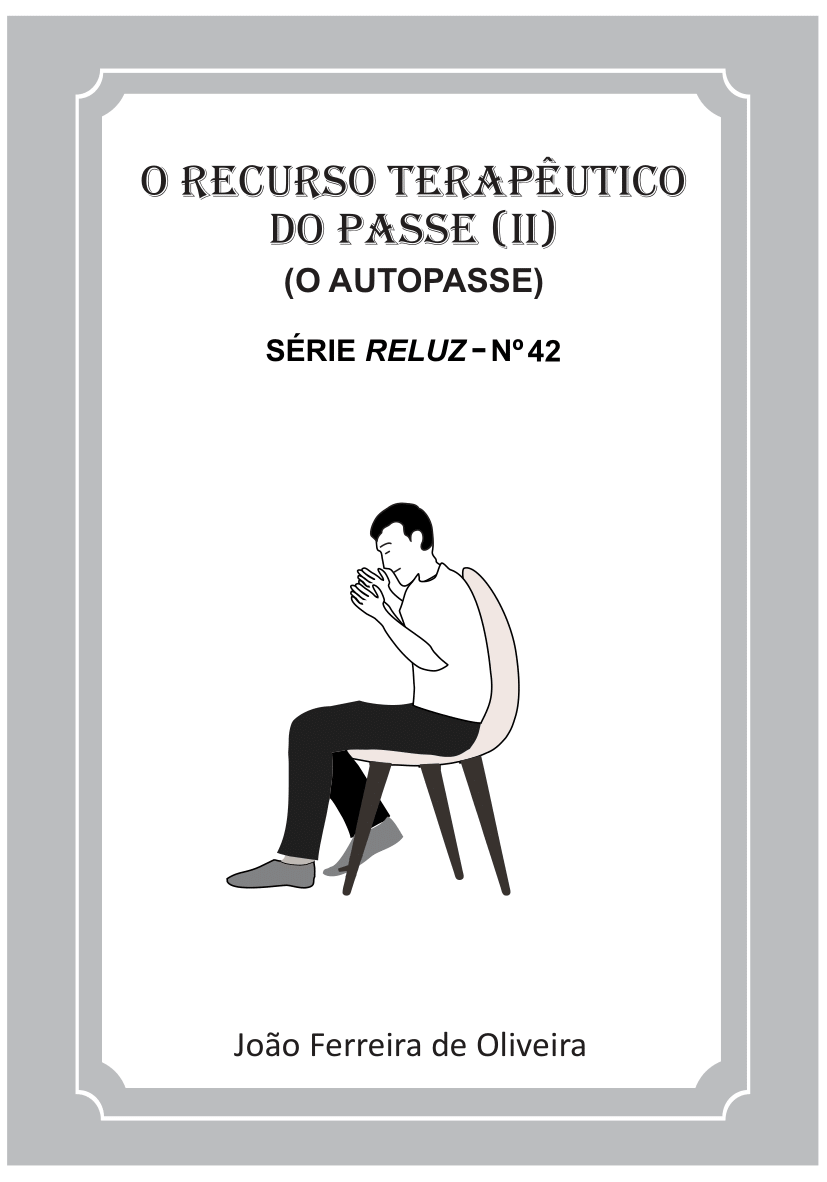 O RECURSO TERAPÊUTICO
DO PASSE (II)
(O AUTOPASSE)
SÉRIE RELUZ – Nº 42
João Ferreira de Oliveira